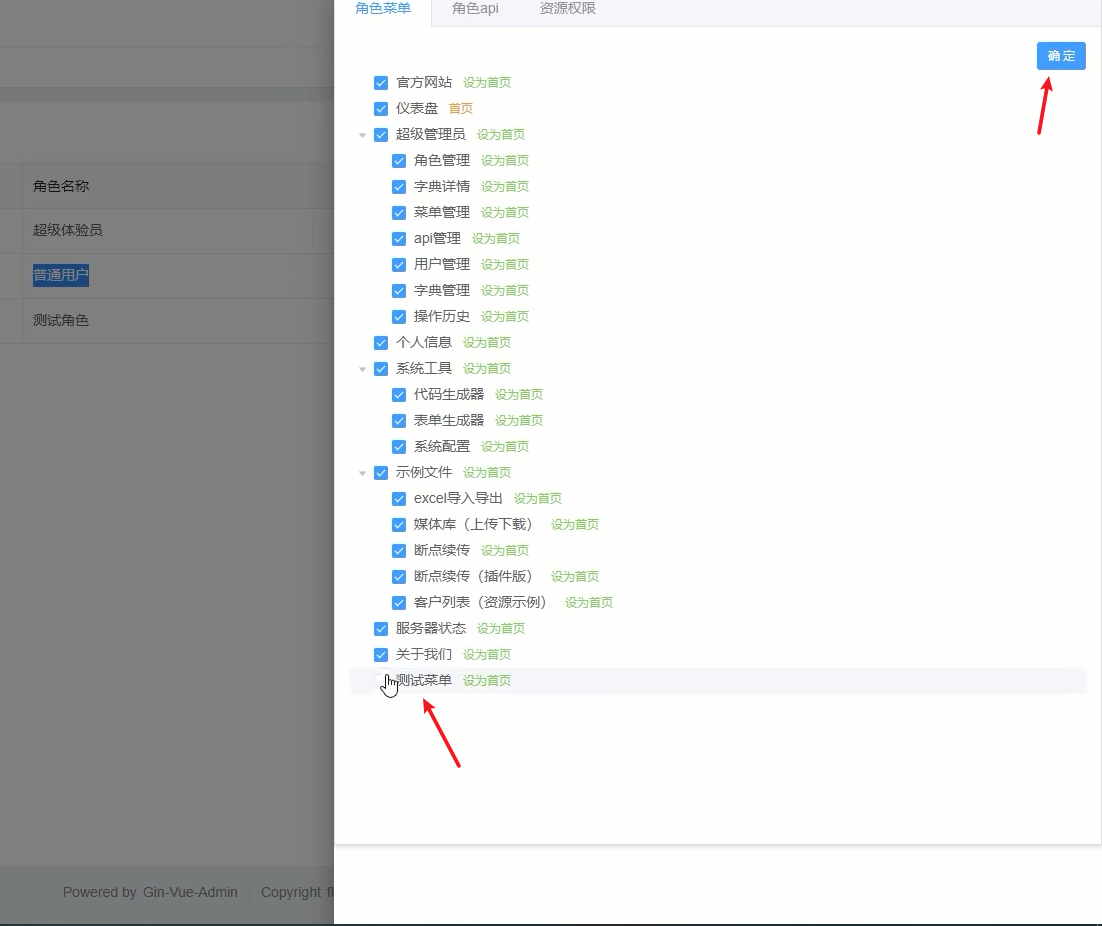 角色菜单 角色api 资源权限
确定
官方网站 设为首页
仪表盘 首页
超级管理员 设为首页
角色管理 设为首页
字典详情 设为首页
菜单管理 设为首页
api管理 设为首页
用户管理 设为首页
字典管理 设为首页
操作历史 设为首页
个人信息 设为首页
系统工具 设为首页
代码生成器 设为首页
表单生成器 设为首页
系统配置 设为首页
示例文件 设为首页
excel导入导出 设为首页
媒体库（上传下载） 设为首页
断点续传 设为首页
断点续传（插件版） 设为首页
客户列表（资源示例） 设为首页
服务器状态 设为首页
关于我们 设为首页
测试菜单 设为首页
角色名称
超级体验员
普通用户
测试角色
Powered by Gin-Vue-Admin Copyright